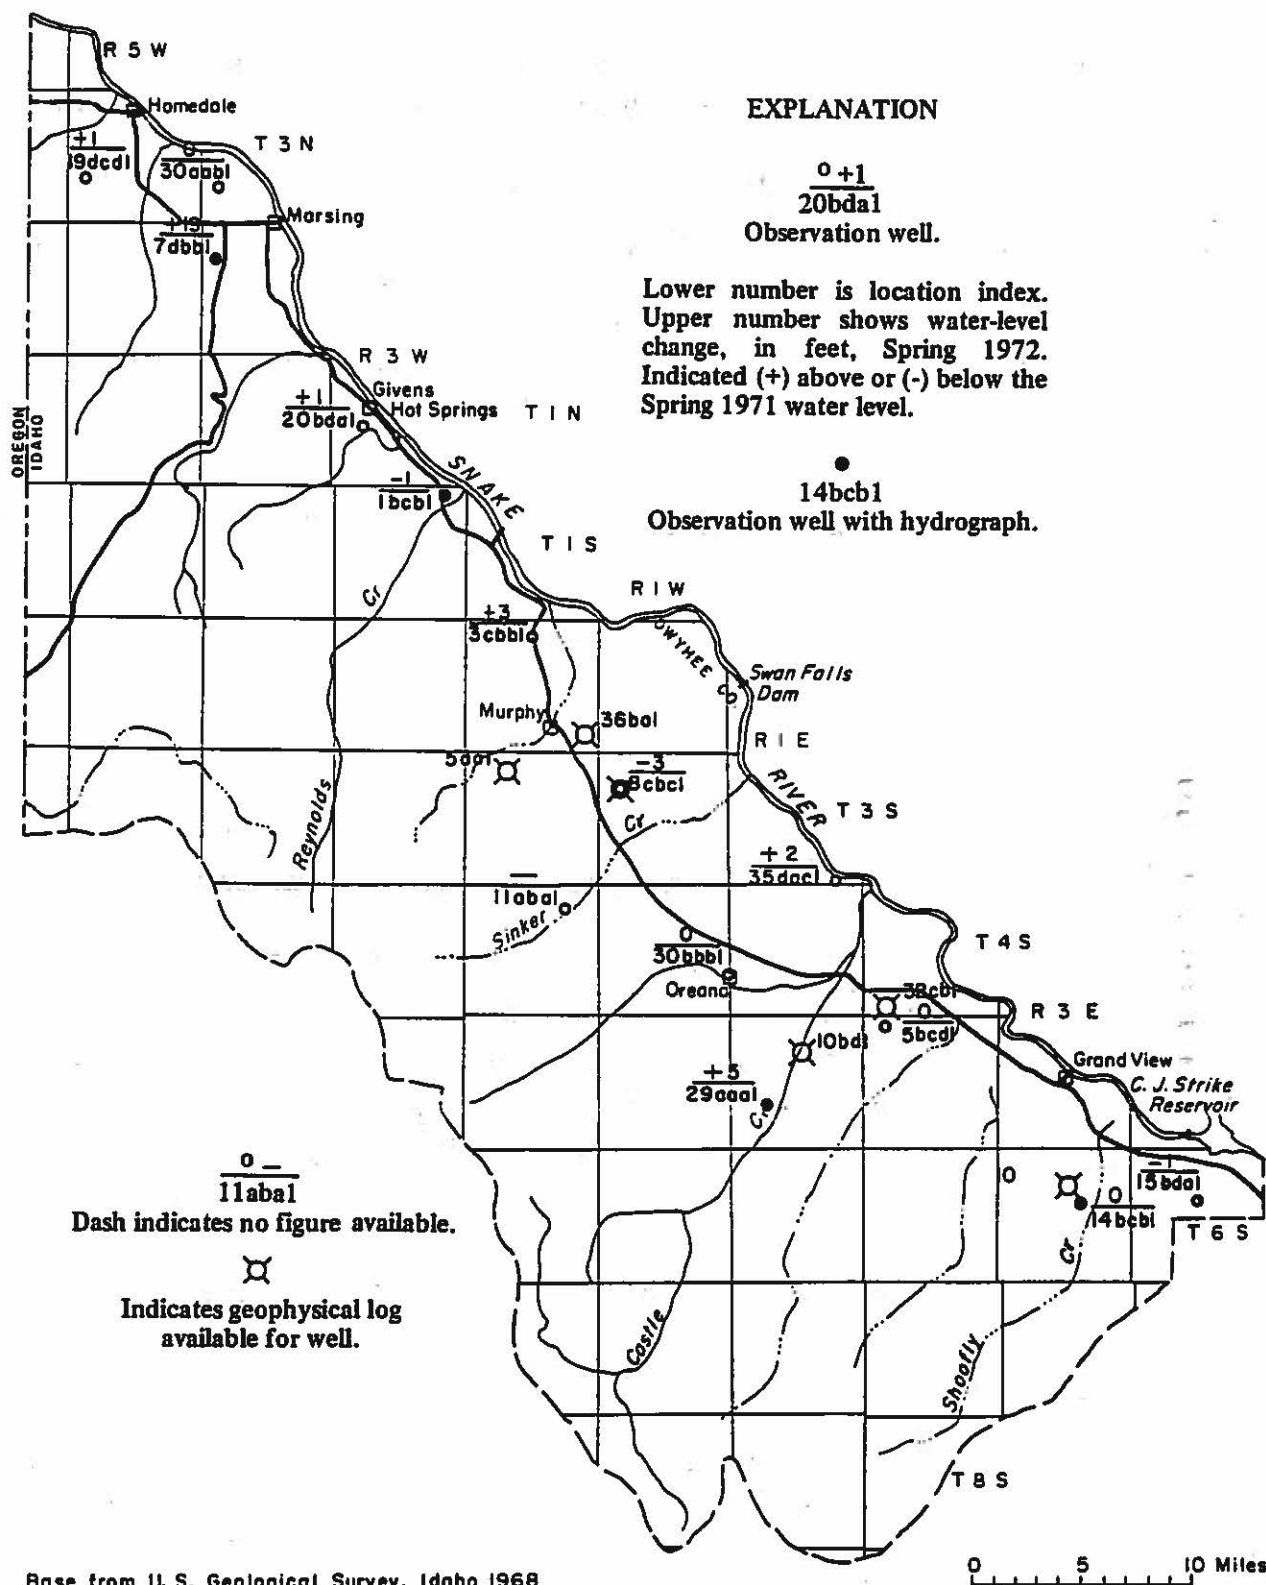 R 5 W
Homedale
T 3 N
+1
19dcd1
0
30abb1
Marsing
+19
7dbb1
R 3 W
Givens
Hot Springs
T 1 N
+1
20bda1
OREGON
IDAHO
SNAKE
-1
1bcb1
T 1 S
R 1 W
Cr
+3
3cbb1
OWYHEE CO
Swan Falls
Dam
Murphy
36ba1
R 1 E
5da1
-3
8cbc1
RIVER
T 3 S
Reynolds
Cr
+2
35dac1
—
11aba1
Sinker
0
30bbb1
T 4 S
Oreana
R 3 E
0
5bcd1
10bd1
Grand View
C. J. Strike
Reservoir
+5
29aaa1
Cr
0
-1
15bda1
0
14bcb1
T 6 S
Cr
Castle
Shoofly
T 8 S
EXPLANATION
o +1
20bda1
Observation well.
Lower number is location index.
Upper number shows water-level
change, in feet, Spring 1972.
Indicated (+) above or (-) below the
Spring 1971 water level.
14bcb1
Observation well with hydrograph.
o —
11aba1
Dash indicates no figure available.
Indicates geophysical log
available for well.
0 5 10 Miles
Base from U. S. Geological Survey, Idaho 1968